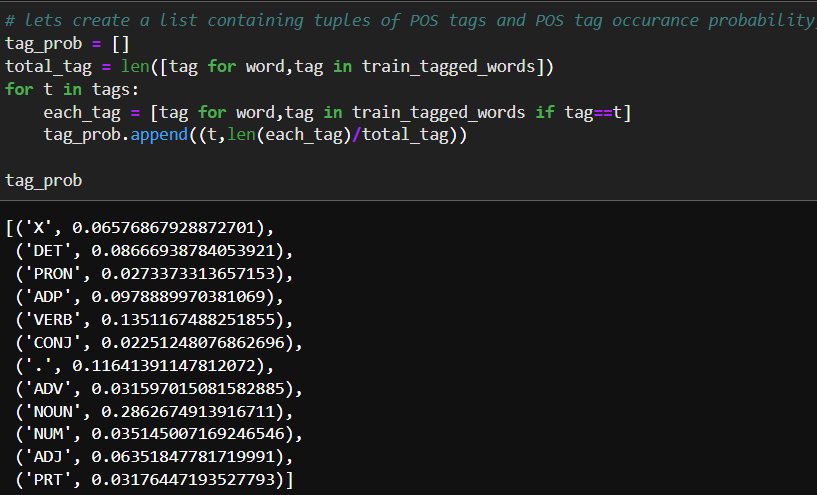 # lets create a list containing tuples of POS tags and POS tag occurance probability,
tag_prob = []
total_tag = len([tag for word,tag in train_tagged_words])
for t in tags:
    each_tag = [tag for word,tag in train_tagged_words if tag==t]
    tag_prob.append((t,len(each_tag)/total_tag))
tag_prob
[('X', 0.06576867928872701),
 ('DET', 0.08666938784053921),
 ('PRON', 0.0273373313657153),
 ('ADP', 0.0978889970381069),
 ('VERB', 0.1351167488251855),
 ('CONJ', 0.02251248076862696),
 ('.', 0.11641391147812072),
 ('ADV', 0.031597015081582885),
 ('NOUN', 0.2862674913916711),
 ('NUM', 0.035145007169246546),
 ('ADJ', 0.06351847781719991),
 ('PRT', 0.03176447193527793)]